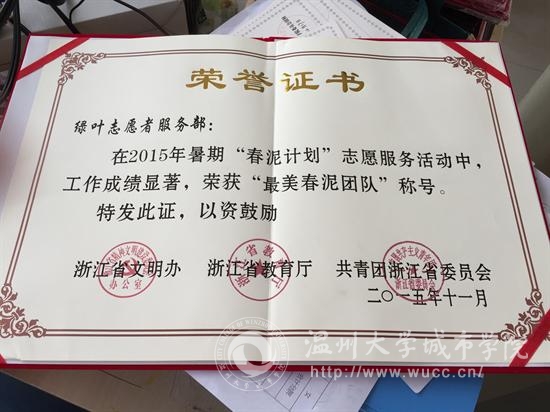 荣誉证书
绿叶志愿者服务部：
在2015年暑期“春泥计划”志愿服务活动中，
工作成绩显著，荣获“最美春泥团队”称号。
特发此证，以资鼓励
浙江省文明办 浙江省教育厅 共青团浙江省委员会
二〇一五年十一月
温州大学城市学院
http://www.wucc.cn/